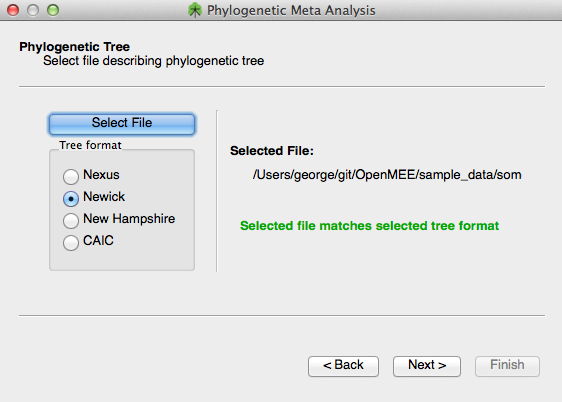 Phylogenetic Meta Analysis
Phylogenetic Tree
Select file describing phylogenetic tree
Select File
Tree format
Nexus
Newick
New Hampshire
CAIC
Selected File:
/Users/george/git/OpenMEE/sample_data/som
Selected file matches selected tree format
< Back
Next >
Finish